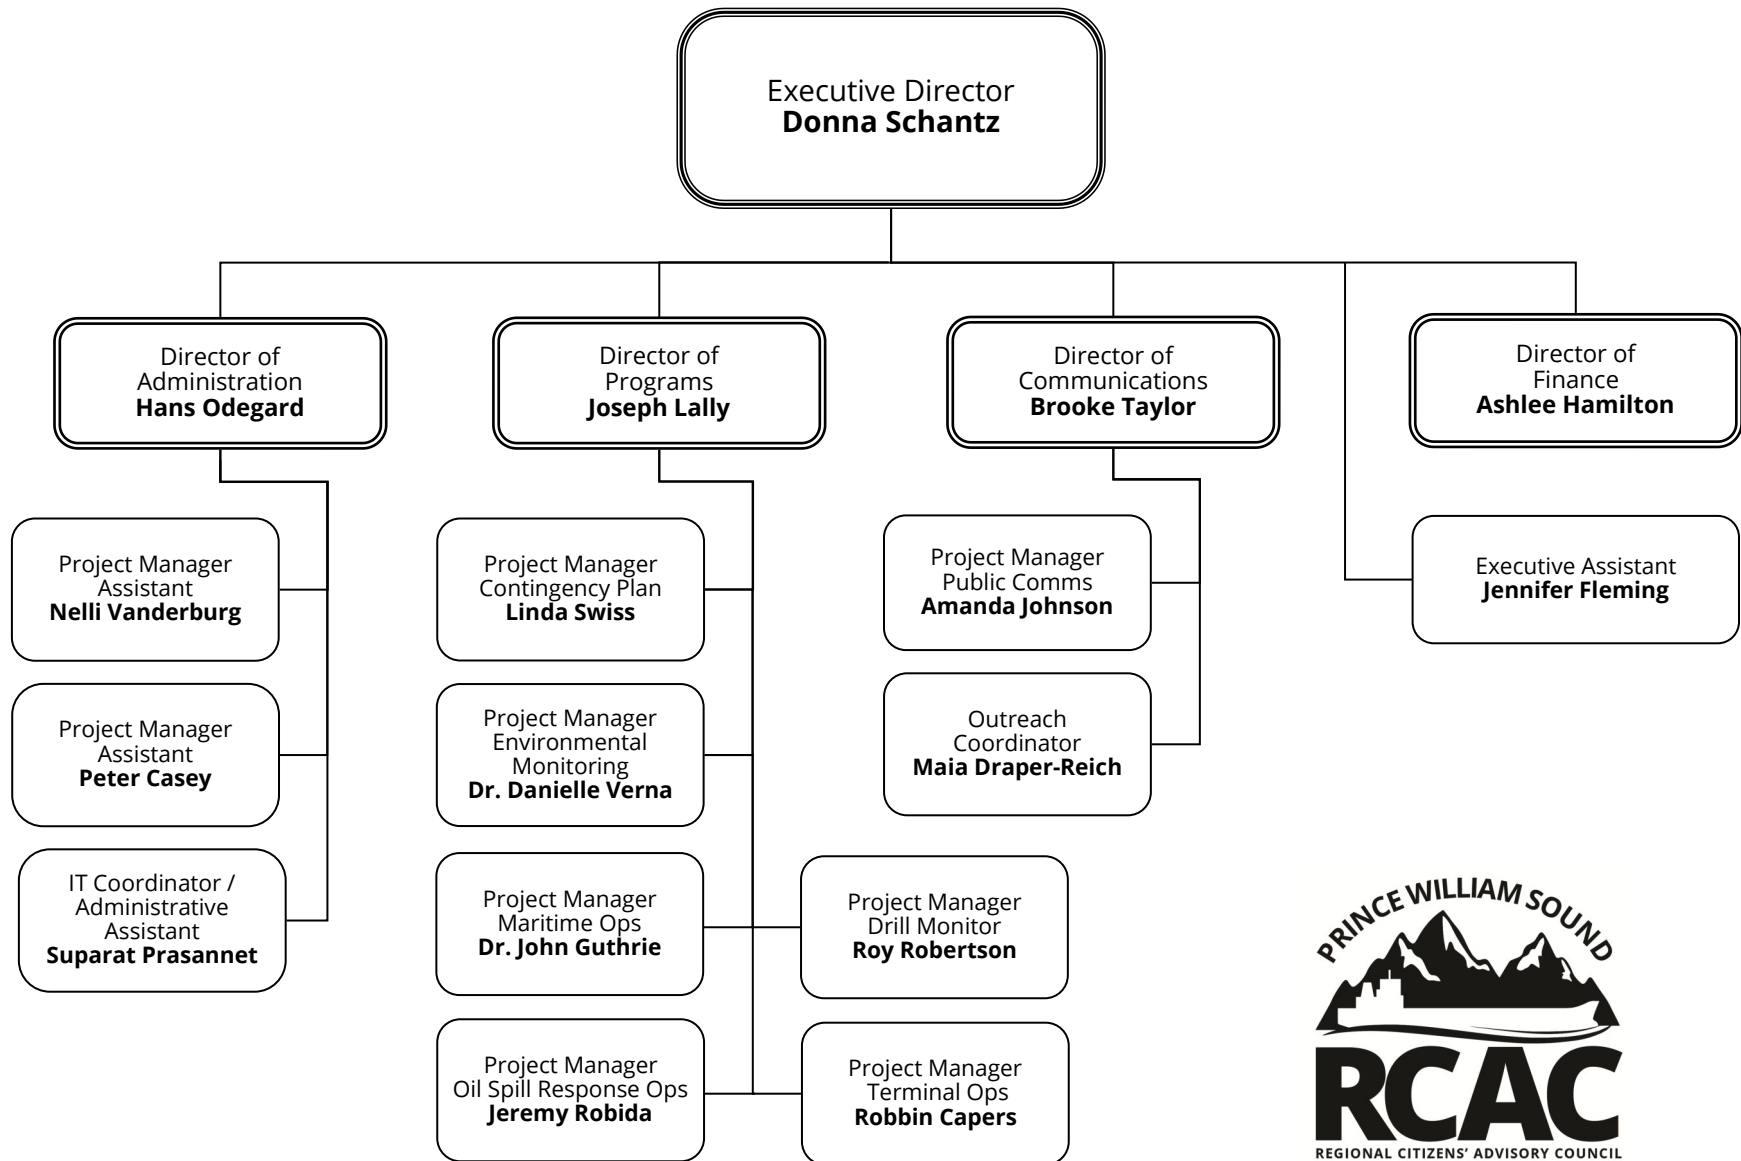 Executive Director
Donna Schantz
Director of
Administration
Hans Odegard
Director of
Programs
Joseph Lally
Director of
Communications
Brooke Taylor
Director of
Finance
Ashlee Hamilton
Project Manager
Assistant
Nelli Vanderburg
Project Manager
Contingency Plan
Linda Swiss
Project Manager
Public Comms
Amanda Johnson
Executive Assistant
Jennifer Fleming
Project Manager
Assistant
Peter Casey
Project Manager
Environmental
Monitoring
Dr. Danielle Verna
Outreach
Coordinator
Maia Draper-Reich
IT Coordinator /
Administrative
Assistant
Suparat Prasannet
Project Manager
Maritime Ops
Dr. John Guthrie
Project Manager
Drill Monitor
Roy Robertson
Project Manager
Oil Spill Response Ops
Jeremy Robida
Project Manager
Terminal Ops
Robbin Capers
PRINCE WILLIAM SOUND
RCAC
REGIONAL CITIZENS' ADVISORY COUNCIL